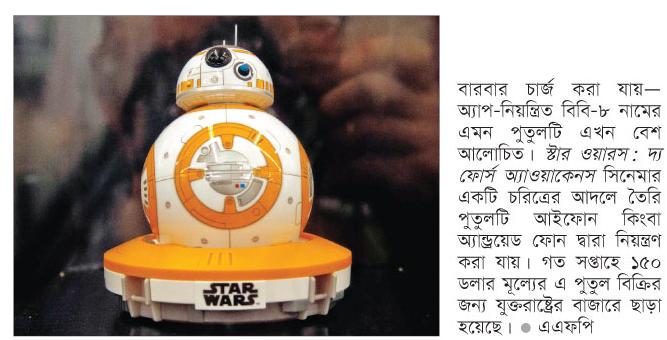 STAR
WARS
বারবার চার্জ করা যায়—
অ্যাপ-নিয়ন্ত্রিত বিবি-৮ নামের
এমন পুতুলটি এখন বেশ
আলোচিত। স্টার ওয়ারস: দ্য
ফোর্স অ্যাওয়াকেনস সিনেমার
একটি চরিত্রের আদলে তৈরি
পুতুলটি আইফোন কিংবা
অ্যান্ড্রয়েড ফোন দ্বারা নিয়ন্ত্রণ
করা যায়। গত সপ্তাহে ১৫০
ডলার মূল্যের এ পুতুল বিক্রির
জন্য যুক্তরাষ্ট্রের বাজারে ছাড়া
হয়েছে। ● এএফপি